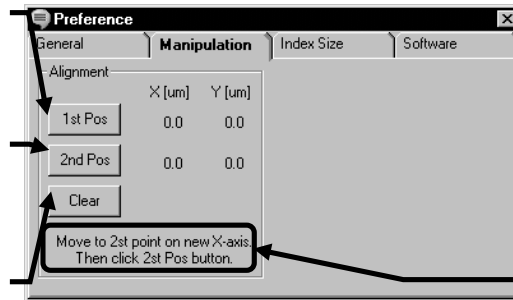 Preference
General Manipulation Index Size Software
Alignment
X [um] Y [um]
1st Pos 0.0 0.0
2nd Pos 0.0 0.0
Clear
Move to 2st point on new X-axis.
Then click 2st Pos button.